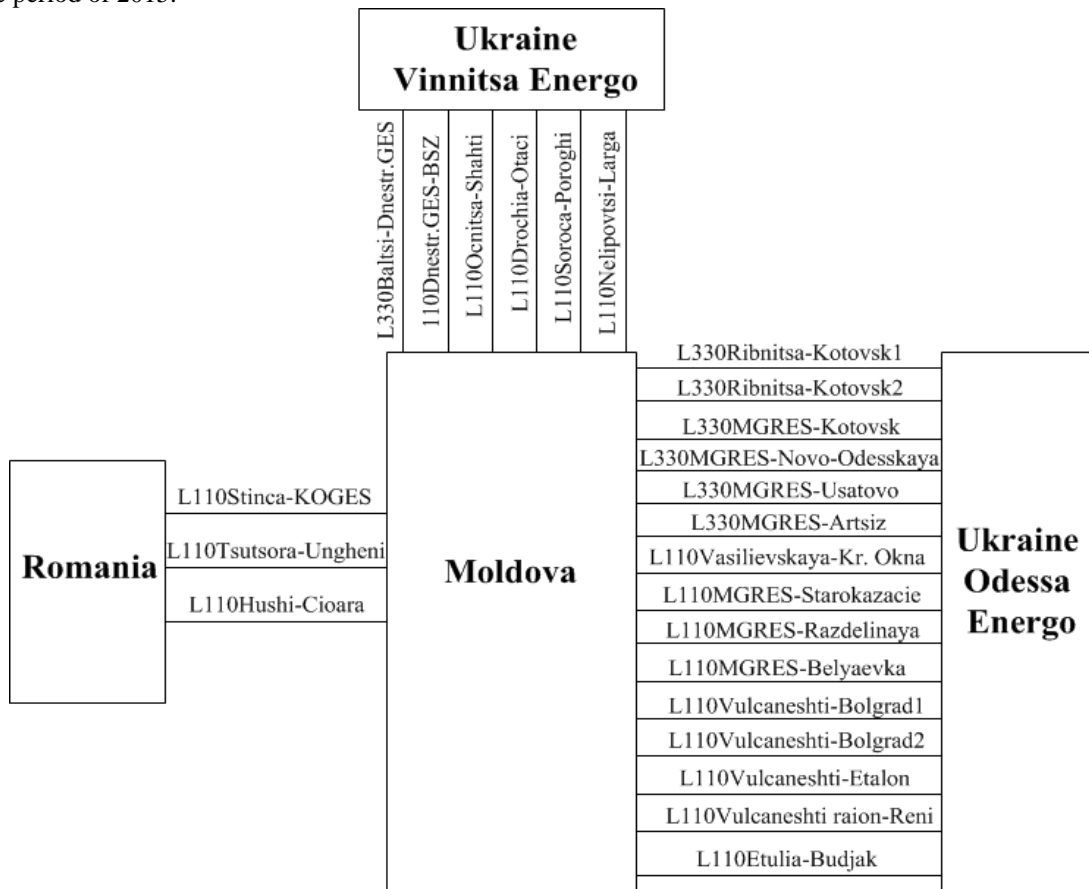 e period of 2015.
Ukraine
Vinnitsa Energo
L330Baltsi-Dnestr.GES
110Dnestr.GES-BSZ
L110Ocnitsa-Shahti
L110Drochia-Otaci
L110Soroca-Poroghi
L110Nelipovtsi-Larga
L330Ribnitsa-Kotovsk1
L330Ribnitsa-Kotovsk2
L330MGRES-Kotovsk
L330MGRES-Novo-Odesskaya
L330MGRES-Usatovo
L330MGRES-Artsiz
L110Vasilievskaya-Kr. Okna
L110MGRES-Starokazacie
L110MGRES-Razdelinaya
L110MGRES-Belyaevka
L110Vulcaneshti-Bolgrad1
L110Vulcaneshti-Bolgrad2
L110Vulcaneshti-Etalon
L110Vulcaneshti raion-Reni
L110Etulia-Budjak
L110Stinca-KOGES
L110Tsutsora-Ungheni
L110Hushi-Cioara
Romania
Moldova
Ukraine
Odessa
Energo